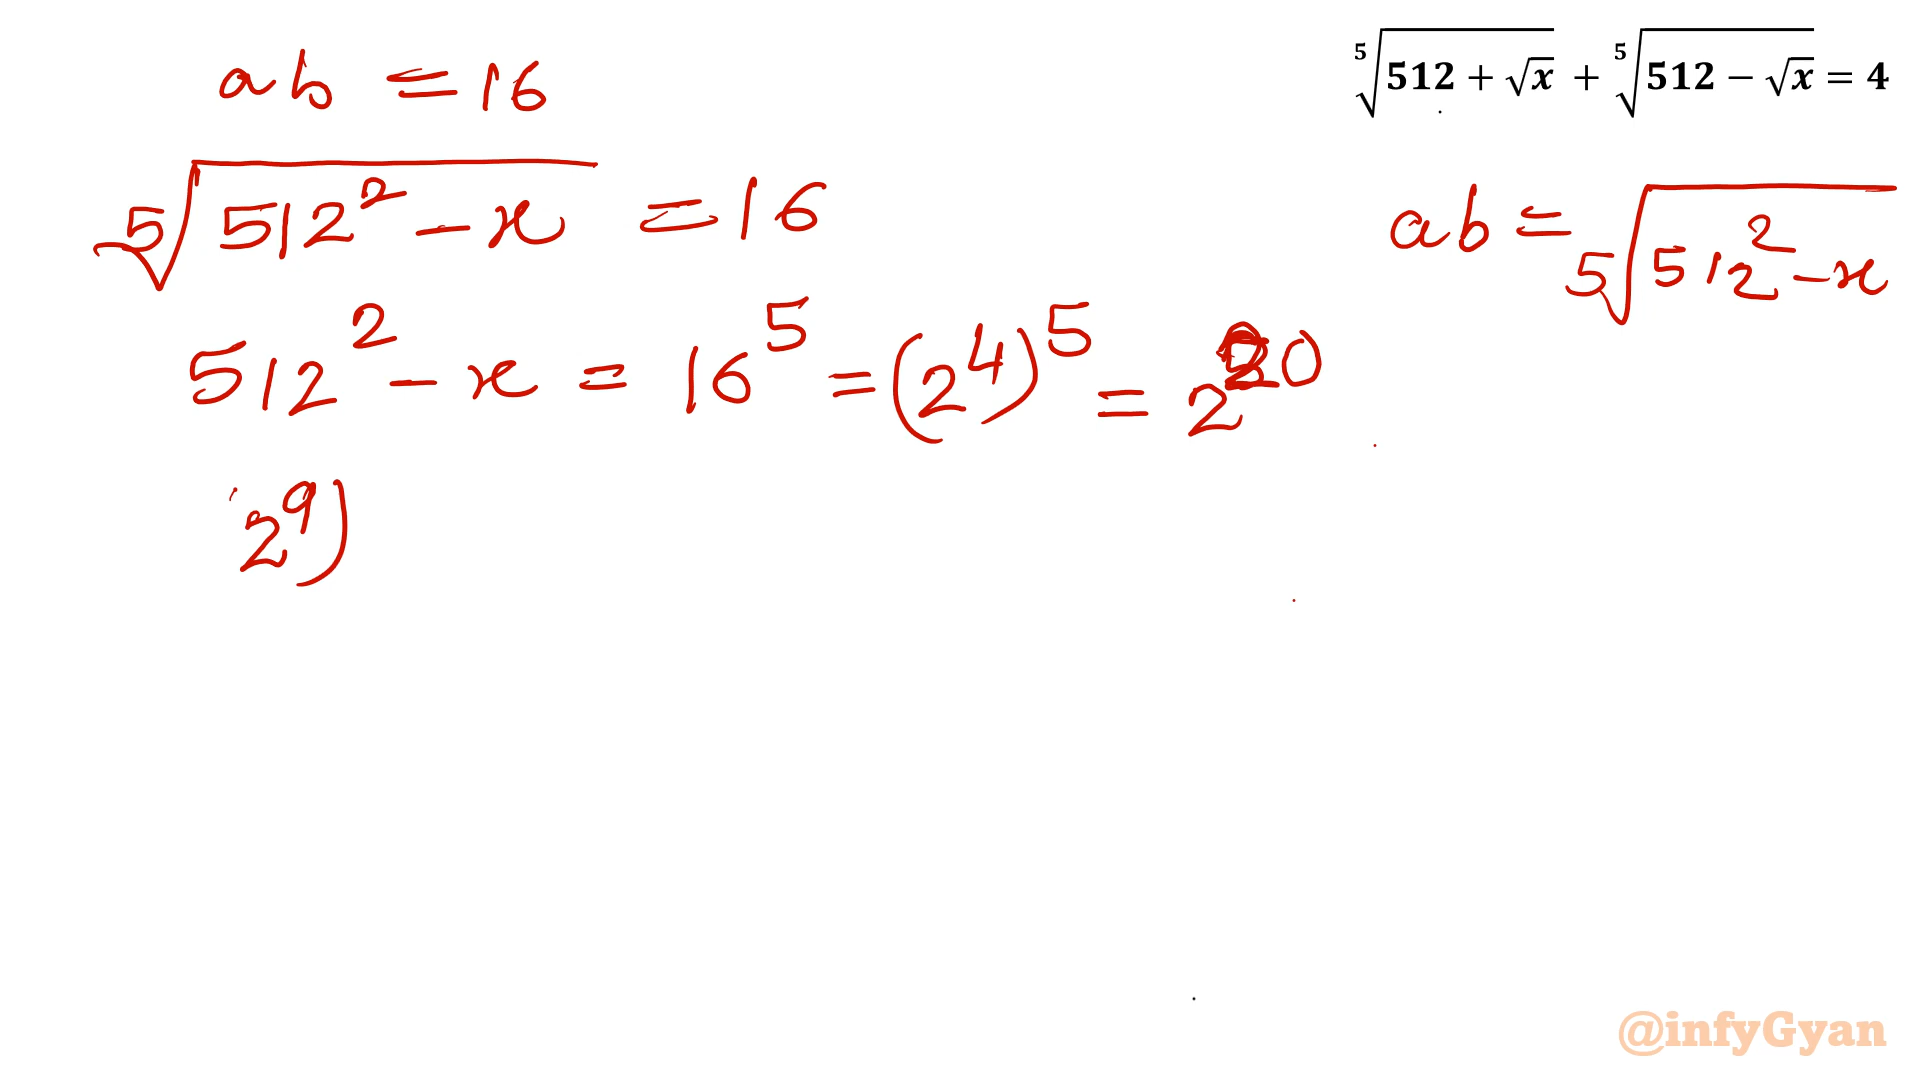 ab = 16
⁵√(512 + √x) + ⁵√(512 − √x) = 4
⁵√(512² − x) = 16
ab = ⁵√(512² − x)
512² − x = 16⁵ = (2⁴)⁵ = 2²⁰
2⁹)
@infyGyan